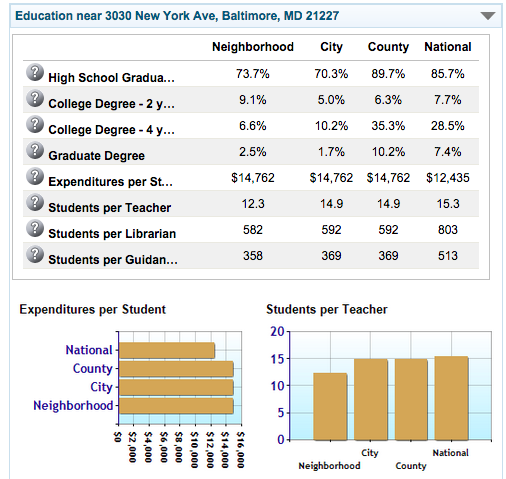 Education near 3030 New York Ave, Baltimore, MD 21227
Neighborhood City County National
? High School Gradua... 73.7% 70.3% 89.7% 85.7%
? College Degree - 2 y... 9.1% 5.0% 6.3% 7.7%
? College Degree - 4 y... 6.6% 10.2% 35.3% 28.5%
? Graduate Degree 2.5% 1.7% 10.2% 7.4%
? Expenditures per St... $14,762 $14,762 $14,762 $12,435
? Students per Teacher 12.3 14.9 14.9 15.3
? Students per Librarian 582 592 592 803
? Students per Guidan... 358 369 369 513
Expenditures per Student
National
County
City
Neighborhood
$0 $2,000 $4,000 $6,000 $8,000 $10,000 $12,000 $14,000 $16,000
Students per Teacher
20
15
10
5
0
City National
Neighborhood County